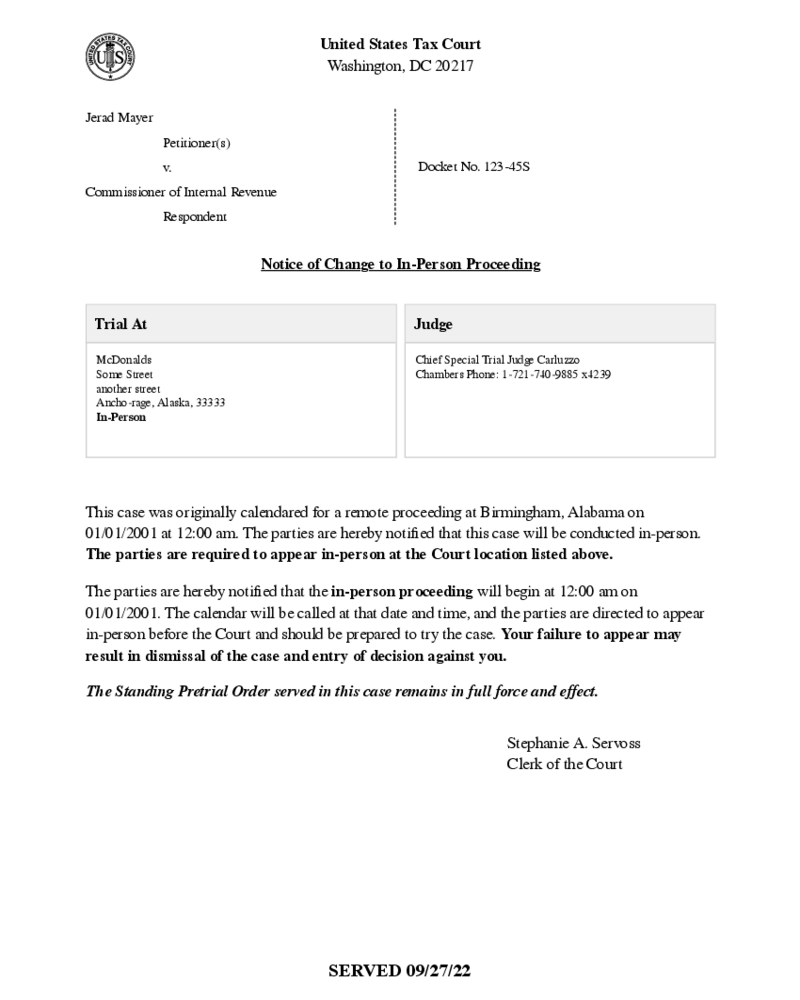 UNITED STATES TAX COURT
US
United States Tax Court
Washington, DC 20217
Jerad Mayer
Petitioner(s)
v.
Docket No. 123-45S
Commissioner of Internal Revenue
Respondent
Notice of Change to In-Person Proceeding
Trial At
McDonalds
Some Street
another street
Ancho-rage, Alaska, 33333
In-Person
Judge
Chief Special Trial Judge Carluzzo
Chambers Phone: 1-721-740-9885 x4239
This case was originally calendared for a remote proceeding at Birmingham, Alabama on
01/01/2001 at 12:00 am. The parties are hereby notified that this case will be conducted in-person.
The parties are required to appear in-person at the Court location listed above.
The parties are hereby notified that the in-person proceeding will begin at 12:00 am on
01/01/2001. The calendar will be called at that date and time, and the parties are directed to appear
in-person before the Court and should be prepared to try the case. Your failure to appear may
result in dismissal of the case and entry of decision against you.
The Standing Pretrial Order served in this case remains in full force and effect.
Stephanie A. Servoss
Clerk of the Court
SERVED 09/27/22